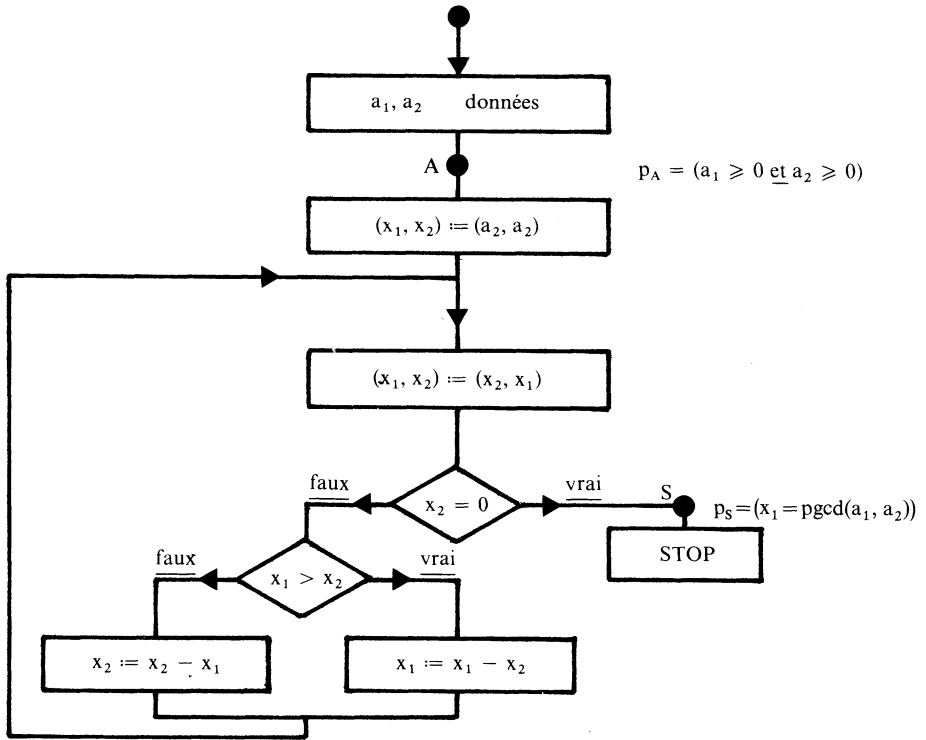 a₁, a₂ données
A
p_A = (a₁ ⩾ 0 et a₂ ⩾ 0)
(x₁, x₂) := (a₂, a₂)
(x₁, x₂) := (x₂, x₁)
faux
x₂ = 0
vrai
S
p_S=(x₁=pgcd(a₁, a₂))
STOP
faux
x₁ > x₂
vrai
x₂ := x₂ − x₁
x₁ := x₁ − x₂